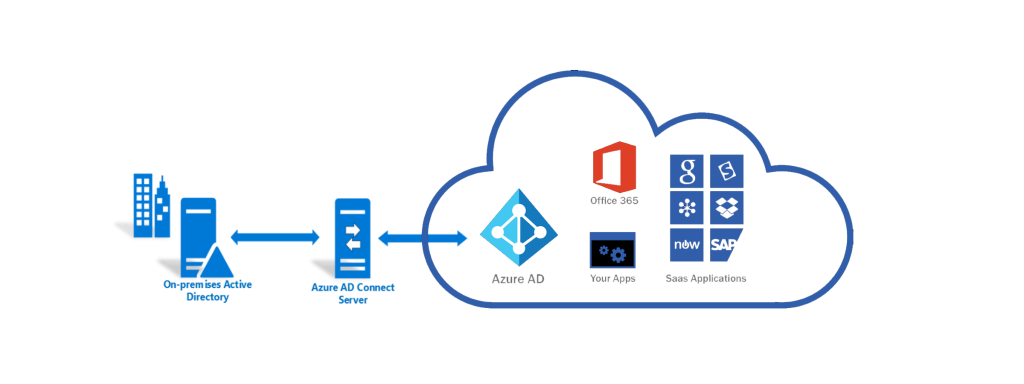 On-premises Active
Directory
Azure AD Connect
Server
Azure AD
Office 365
Your Apps
g
S
now
SAP
Saas Applications